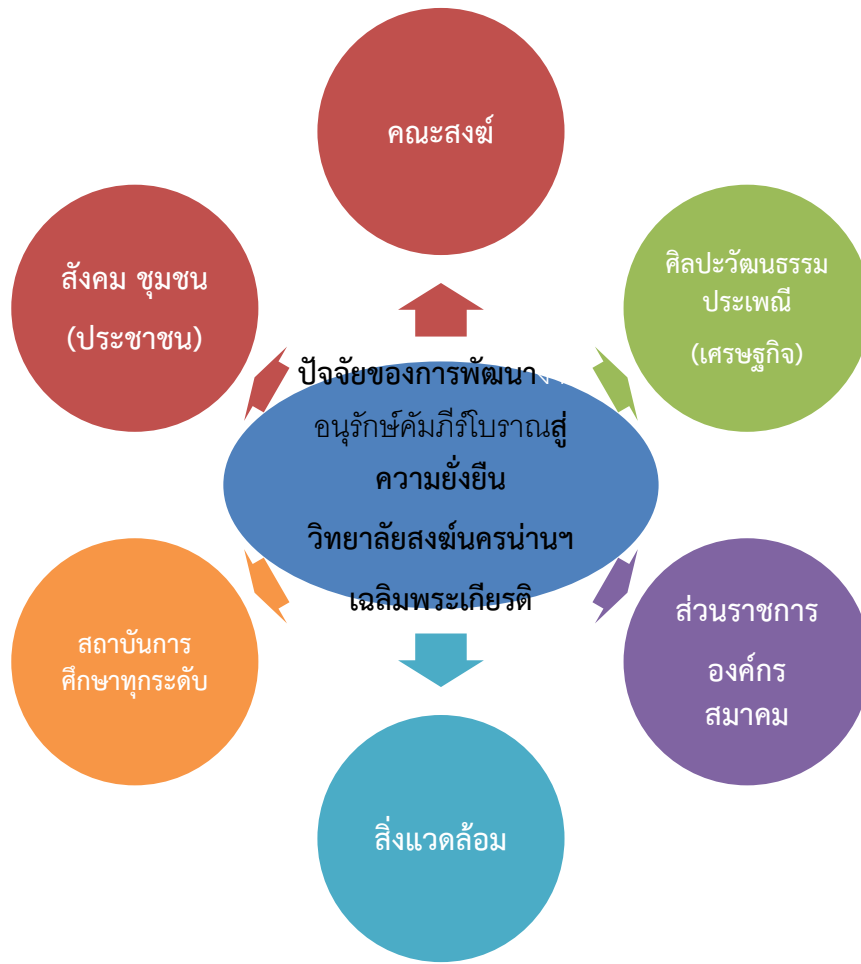 คณะสงฆ์
สังคม ชุมชน
(ประชาชน)
ศิลปะวัฒนธรรม
ประเพณี
(เศรษฐกิจ)
ปัจจัยของการพัฒนา
อนุรักษ์คัมภีร์โบราณสู่
ความยั่งยืน
วิทยาลัยสงฆ์นครน่านฯ
เฉลิมพระเกียรติ
สถาบันการ
ศึกษาทุกระดับ
ส่วนราชการ
องค์กร
สมาคม
สิ่งแวดล้อม